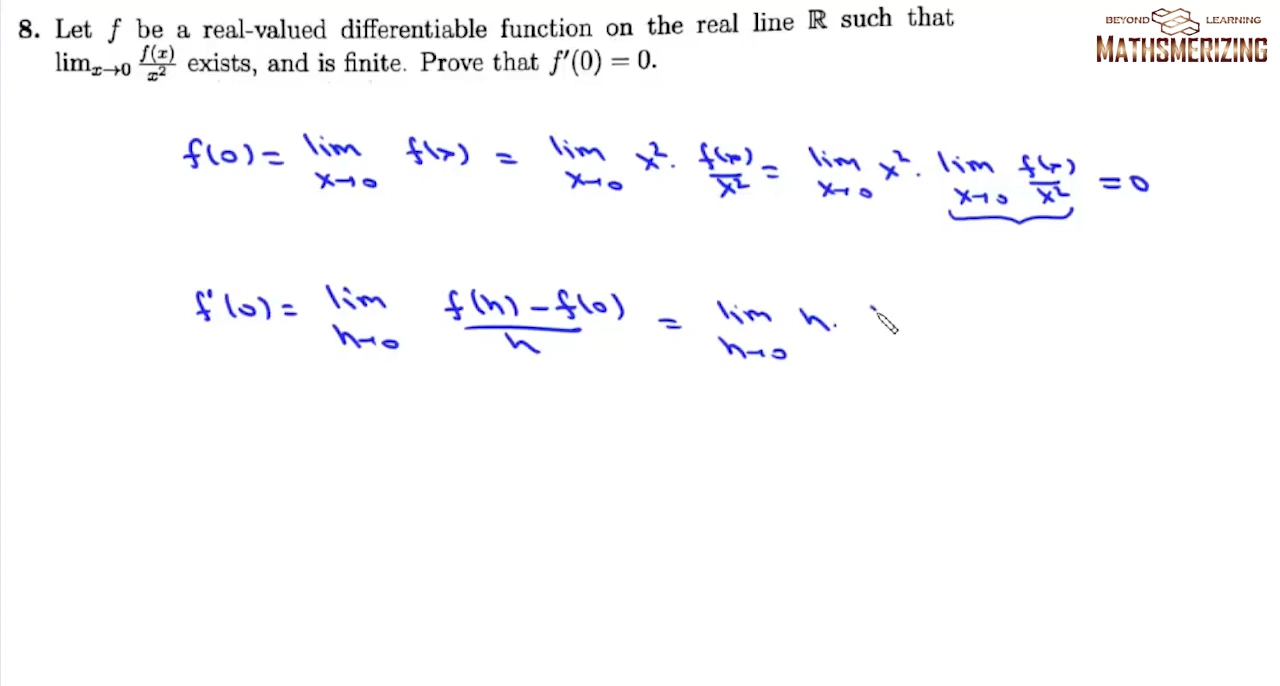 8. Let f be a real-valued differentiable function on the real line ℝ such that
lim_{x→0} f(x)/x² exists, and is finite. Prove that f′(0) = 0.
BEYOND LEARNING
MATHSMERIZING
f(0) = lim_{x→0} f(x) = lim_{x→0} x² · f(x)/x² = lim_{x→0} x² · lim_{x→0} f(x)/x² = 0
f'(0) = lim_{h→0} (f(h) - f(0))/h = lim_{h→0} h ·